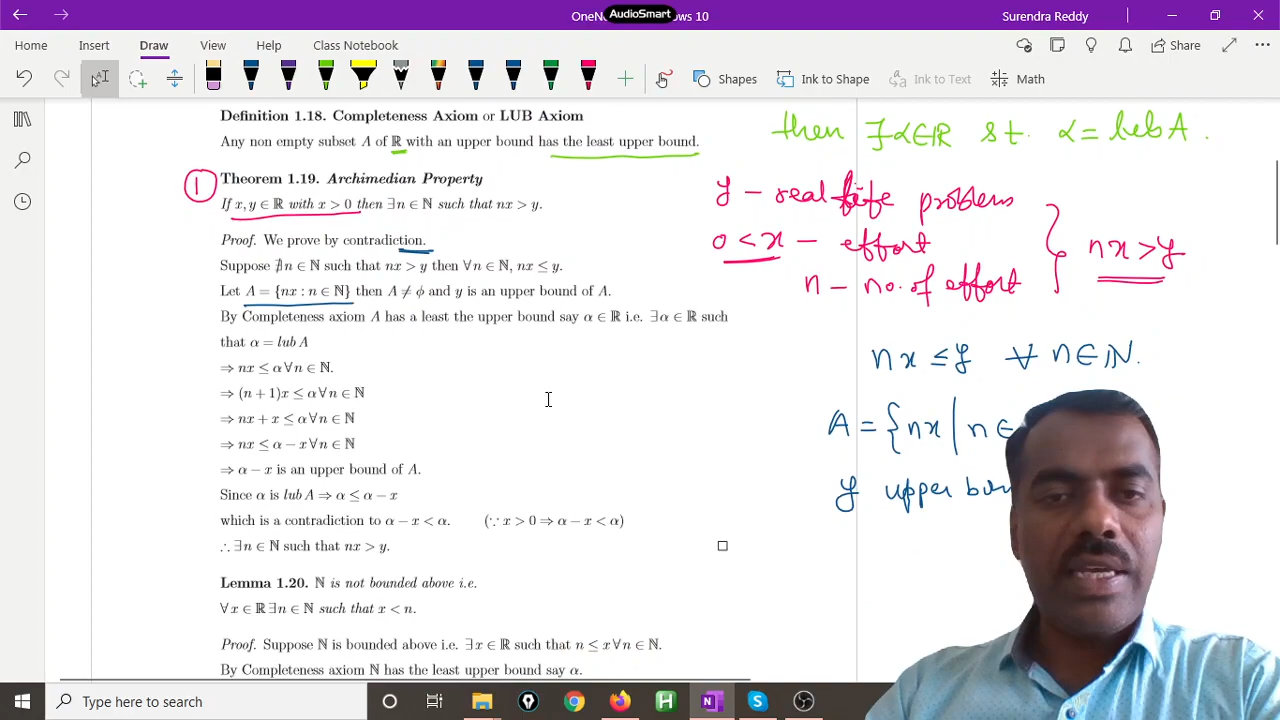 OneNo
ows 10
AudioSmart
Surendra Reddy
Home Insert Draw View Help Class Notebook Share
Shapes Ink to Shape Ink to Text Math
Definition 1.18. Completeness Axiom or LUB Axiom
Any non empty subset A of ℝ with an upper bound has the least upper bound.
then ∃ α∈ℝ s.t. α = lub A.
① Theorem 1.19. Archimedian Property
If x, y ∈ ℝ with x > 0 then ∃ n ∈ ℕ such that nx > y.
y – real life problem
0 < x – effort
n – no. of effort
} nx > y
Proof. We prove by contradiction.
Suppose ∄ n ∈ ℕ such that nx > y then ∀ n ∈ ℕ, nx ≤ y.
Let A = {nx : n ∈ ℕ} then A ≠ ϕ and y is an upper bound of A.
By Completeness axiom A has a least the upper bound say α ∈ ℝ i.e. ∃ α ∈ ℝ such
that α = lub A
⇒ nx ≤ α ∀ n ∈ ℕ.
⇒ (n + 1)x ≤ α ∀ n ∈ ℕ
⇒ nx + x ≤ α ∀ n ∈ ℕ
⇒ nx ≤ α − x ∀ n ∈ ℕ
⇒ α − x is an upper bound of A.
Since α is lub A ⇒ α ≤ α − x
which is a contradiction to α − x < α. (∵ x > 0 ⇒ α − x < α)
∴ ∃ n ∈ ℕ such that nx > y. □
nx ≤ y ∀ n ∈ ℕ.
A = {nx | n ∈
y upper boun
Lemma 1.20. ℕ is not bounded above i.e.
∀ x ∈ ℝ ∃ n ∈ ℕ such that x < n.
Proof. Suppose ℕ is bounded above i.e. ∃ x ∈ ℝ such that n ≤ x ∀ n ∈ ℕ.
By Completeness axiom ℕ has the least upper bound say α.
Type here to search